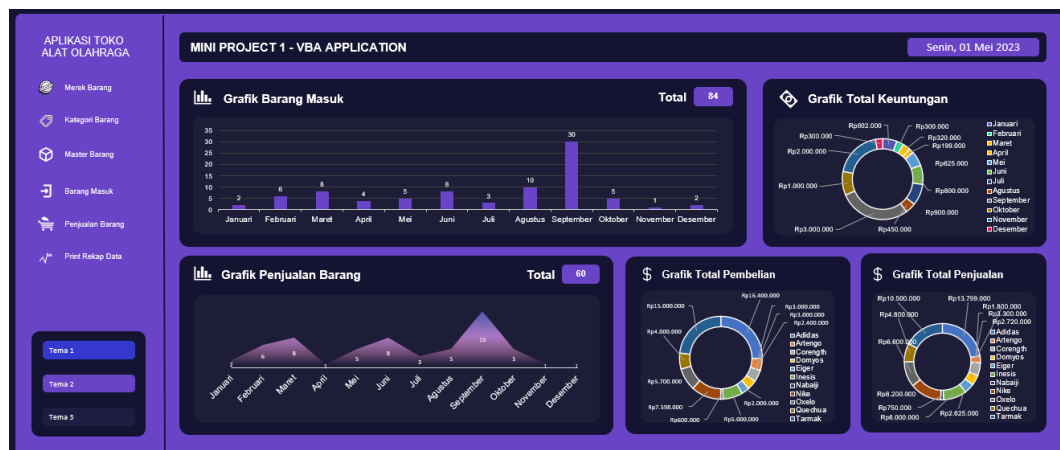 APLIKASI TOKO
ALAT OLAHRAGA
Merek Barang
Kategori Barang
Master Barang
Barang Masuk
Penjualan Barang
Print Rekap Data
Tema 1
Tema 2
Tema 3
MINI PROJECT 1 - VBA APPLICATION
Senin, 01 Mei 2023
Grafik Barang Masuk
Total 84
35
30
25
20
15
10
5
0
2 6 8 4 5 8 3 10 30 5 1 2
Januari Februari Maret April Mei Juni Juli Agustus September Oktober November Desember
Grafik Total Keuntungan
Rp802.000
Rp300.000
Rp300.000
Rp320.000
Rp2.000.000
Rp199.000
Rp625.000
Rp1.000.000
Rp800.000
Rp900.000
Rp3.000.000
Rp450.000
Januari
Februari
Maret
April
Mei
Juni
Juli
Agustus
September
Oktober
November
Desember
Grafik Penjualan Barang
Total 60
6 8 5 8 3 5 15 5
Januari Februari Maret April Mei Juni Juli Agustus September Oktober November Desember
$ Grafik Total Pembelian
Rp16.400.000
Rp15.000.000
Rp3.000.000
Rp3.000.000
Rp2.400.000
Rp4.000.000
Rp5.700.000
Rp2.000.000
Rp7.598.000
Rp600.000
Rp5.000.000
Adidas
Artengo
Corength
Domyos
Eiger
Inesis
Nabaiji
Nike
Oxelo
Quechua
Tarmak
$ Grafik Total Penjualan
Rp10.500.000
Rp13.799.000
Rp1.800.000
Rp3.300.000
Rp2.720.000
Rp4.800.000
Rp6.600.000
Rp8.200.000
Rp750.000
Rp6.000.000
Rp2.625.000
Adidas
Artengo
Corength
Domyos
Eiger
Inesis
Nabaiji
Nike
Oxelo
Quechua
Tarmak